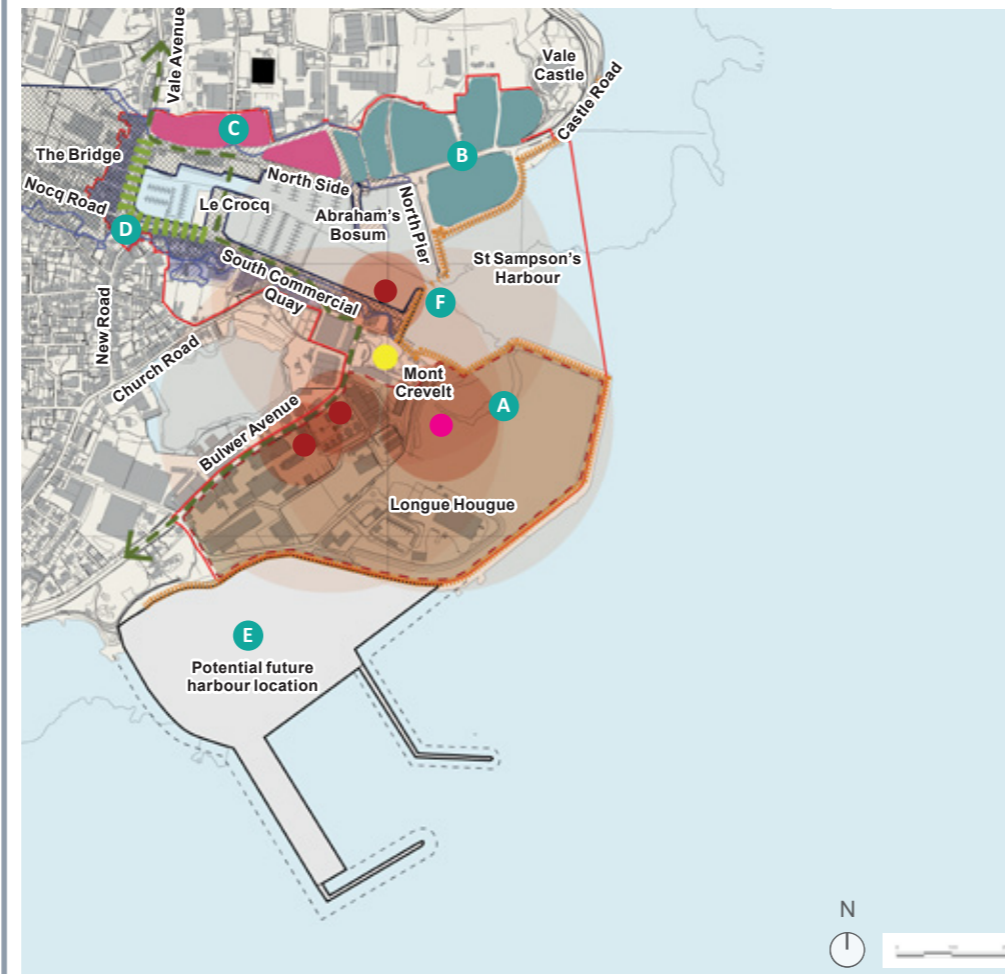 Vale Avenue
Vale
Castle
Castle Road
C
The Bridge
B
North Side
Nocq Road
Le Crocq
Abraham's
Bosum
North Pier
D
St Sampson's
Harbour
South Commercial
Quay
F
New Road
Church Road
Mont
Crevelt
A
Bulwer Avenue
Longue Hougue
E
Potential future
harbour location
N